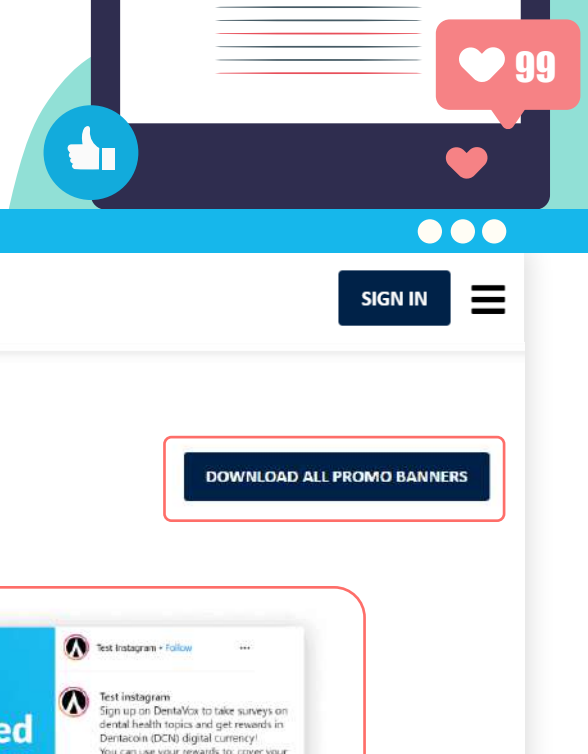 99
SIGN IN
DOWNLOAD ALL PROMO BANNERS
Test Instagram • Follow
Test instagram
Sign up on DentaVox to take surveys on
dental health topics and get rewards in
Dentacoin (DCN) digital currency!
You can use your rewards to: cover your
ed